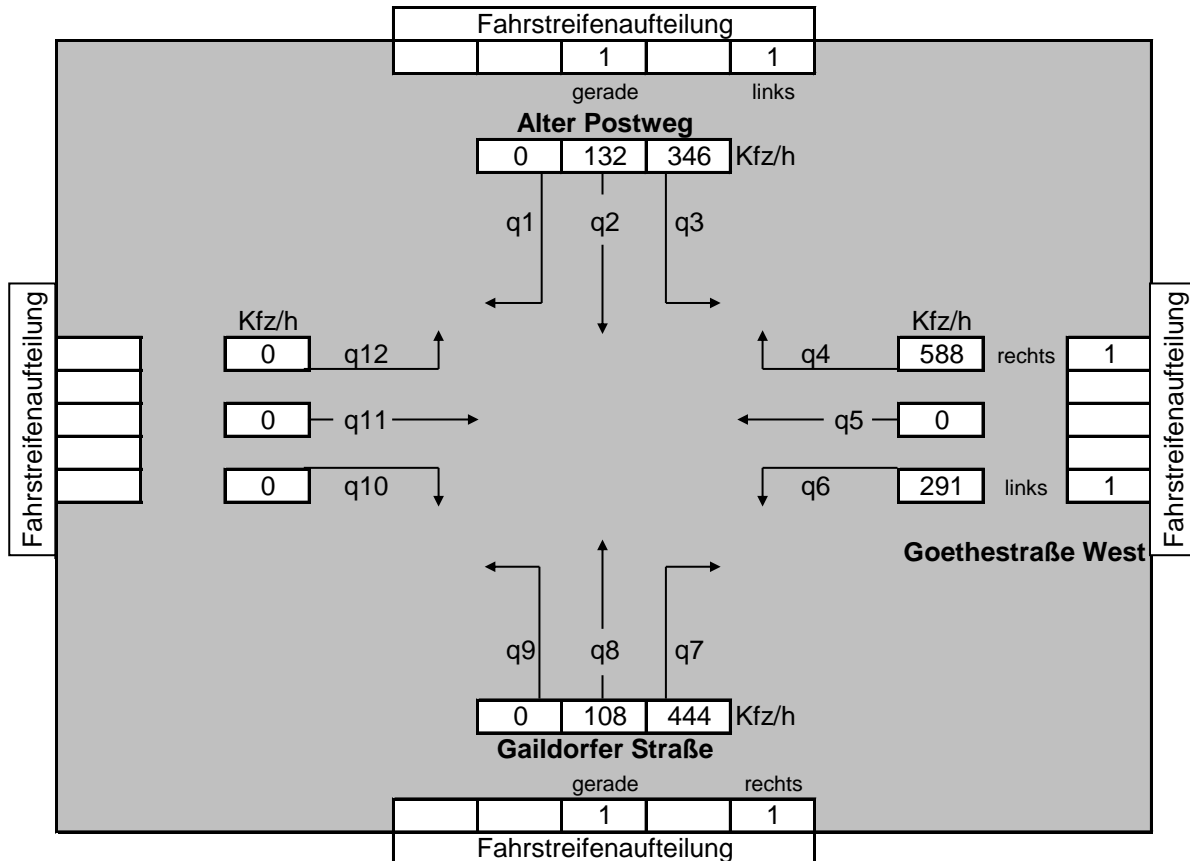 Fahrstreifenaufteilung
1 1
gerade links
Alter Postweg
0 132 346 Kfz/h
q1 q2 q3
Fahrstreifenaufteilung
Kfz/h
0 q12
0 q11
0 q10
Kfz/h
q4 588 rechts 1
q5 0
q6 291 links 1
Goethestraße West
Fahrstreifenaufteilung
q9 q8 q7
0 108 444 Kfz/h
Gaildorfer Straße
gerade rechts
1 1
Fahrstreifenaufteilung